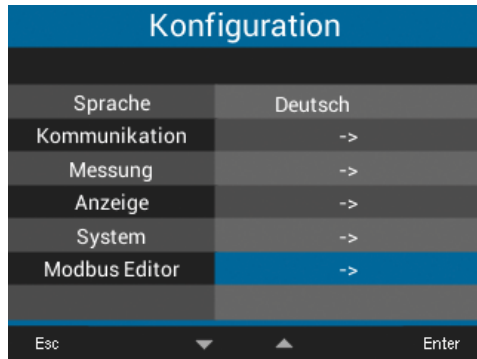 Konfiguration
Sprache Deutsch
Kommunikation ->
Messung ->
Anzeige ->
System ->
Modbus Editor ->
Esc Enter